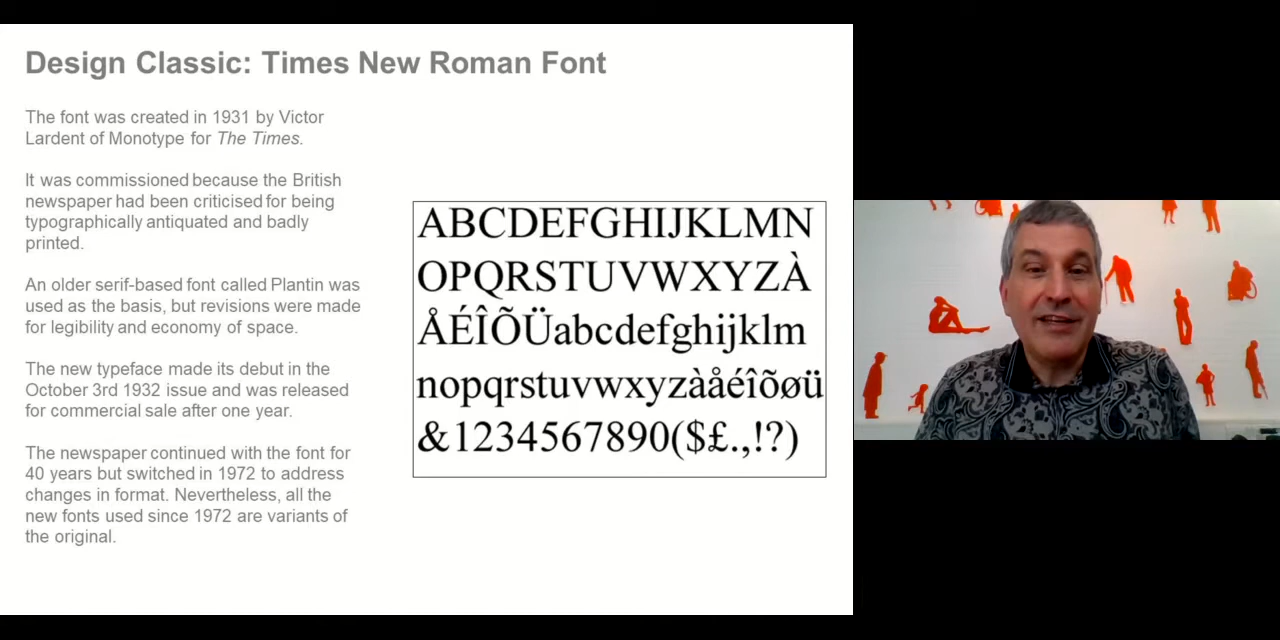 Design Classic: Times New Roman Font
The font was created in 1931 by Victor
Lardent of Monotype for The Times.
It was commissioned because the British
newspaper had been criticised for being
typographically antiquated and badly
printed.
An older serif-based font called Plantin was
used as the basis, but revisions were made
for legibility and economy of space.
The new typeface made its debut in the
October 3rd 1932 issue and was released
for commercial sale after one year.
The newspaper continued with the font for
40 years but switched in 1972 to address
changes in format. Nevertheless, all the
new fonts used since 1972 are variants of
the original.
ABCDEFGHIJKLMN
OPQRSTUVWXYZÀ
ÅÉÎÕÜabcdefghijklm
nopqrstuvwxyzàåéîõøü
&1234567890($£.,!?)